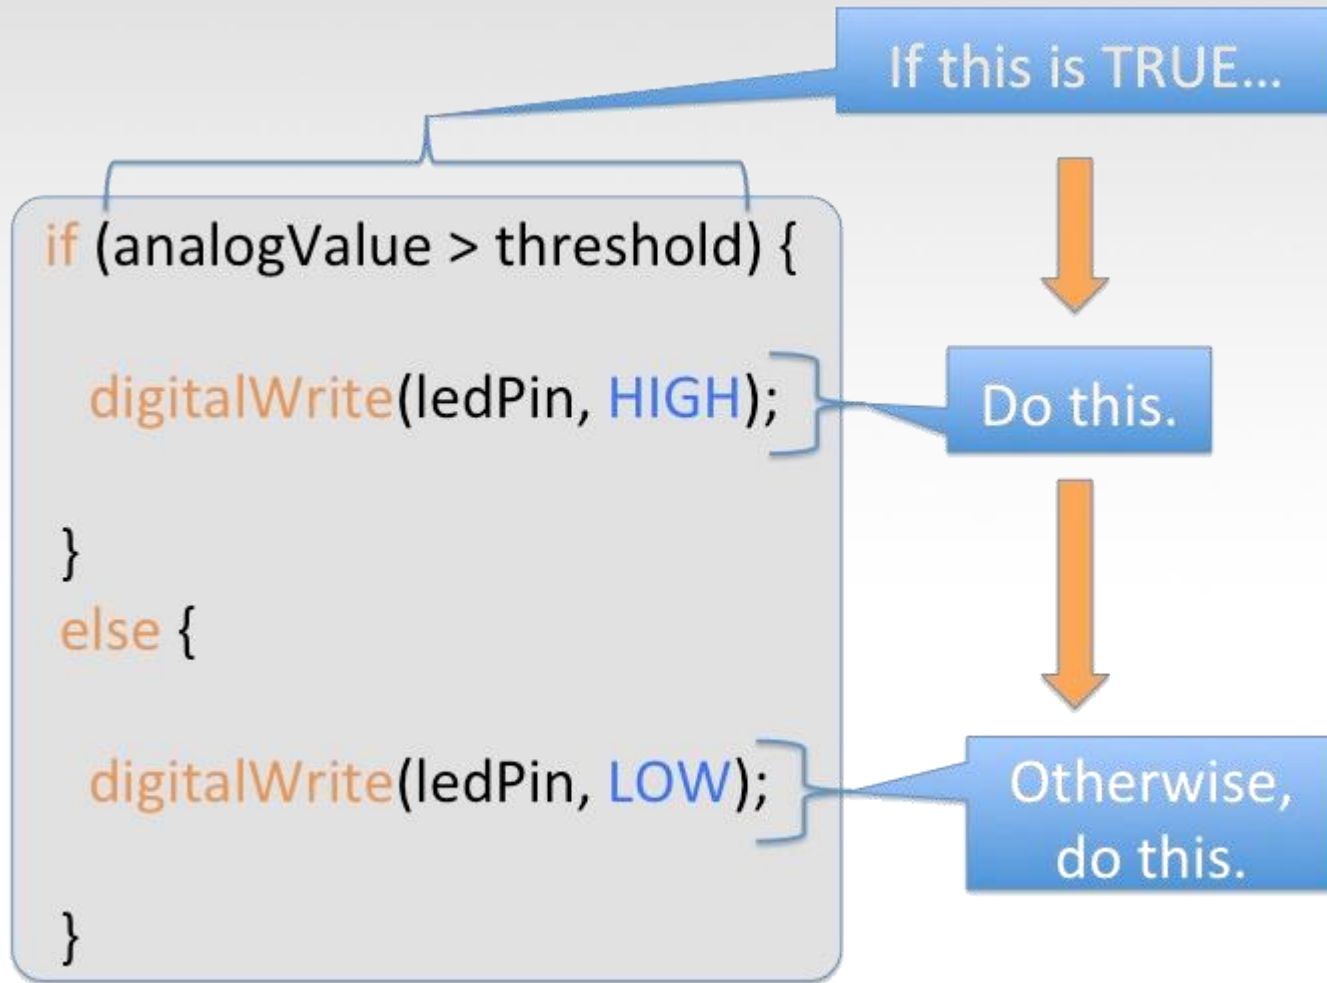 If this is TRUE...
if (analogValue > threshold) {
digitalWrite(ledPin, HIGH);
Do this.
}
else {
digitalWrite(ledPin, LOW);
Otherwise,
do this.
}